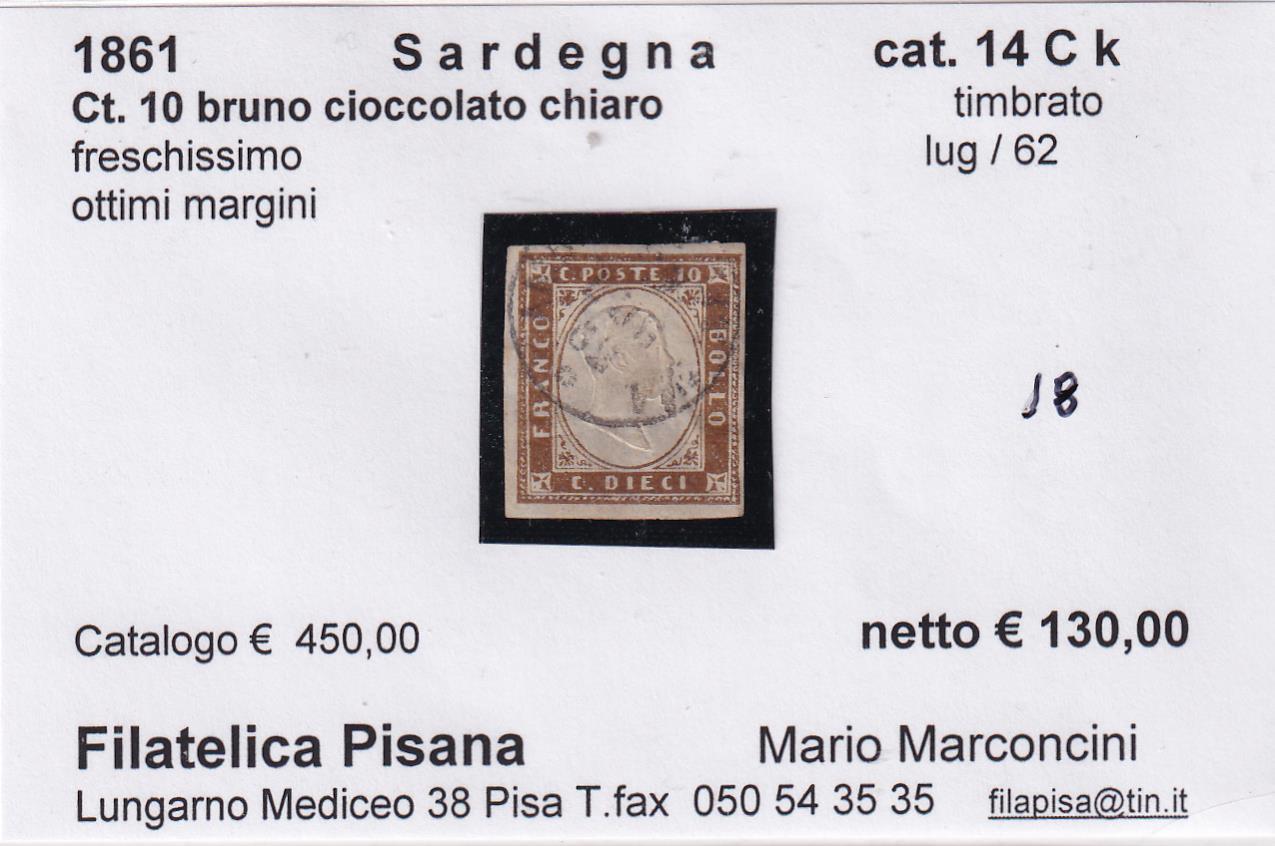 1861 Sardegna cat. 14 C k
Ct. 10 bruno cioccolato chiaro timbrato
freschissimo lug / 62
ottimi margini
C. POSTE 10
FRANCO
BOLLO
C. DIECI
18
Catalogo € 450,00 netto € 130,00
Filatelica Pisana Mario Marconcini
Lungarno Mediceo 38 Pisa T.fax 050 54 35 35 filapisa@tin.it